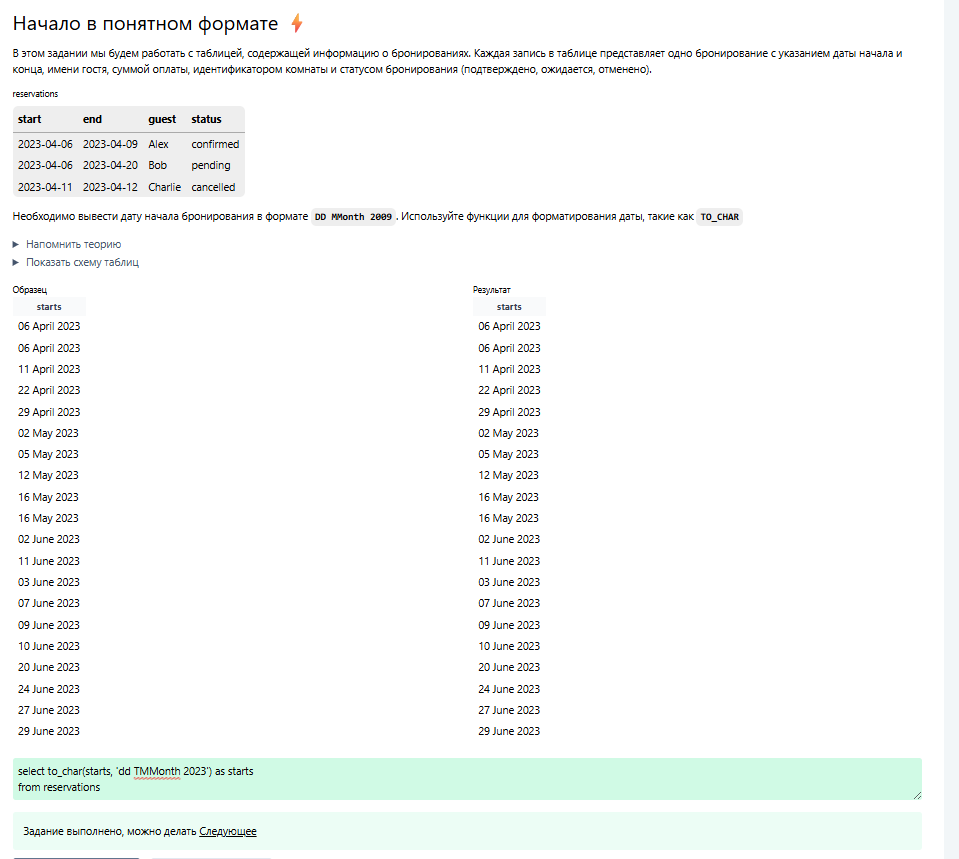 Начало в понятном формате ⚡
В этом задании мы будем работать с таблицей, содержащей информацию о бронированиях. Каждая запись в таблице представляет одно бронирование с указанием даты начала и
конца, имени гостя, суммой оплаты, идентификатором комнаты и статусом бронирования (подтверждено, ожидается, отменено).
reservations
start end guest status
2023-04-06 2023-04-09 Alex confirmed
2023-04-06 2023-04-20 Bob pending
2023-04-11 2023-04-12 Charlie cancelled
Необходимо вывести дату начала бронирования в формате DD MMonth 2009. Используйте функции для форматирования даты, такие как TO_CHAR
Напомнить теорию
Показать схему таблиц
Образец Результат
starts starts
06 April 2023 06 April 2023
06 April 2023 06 April 2023
11 April 2023 11 April 2023
22 April 2023 22 April 2023
29 April 2023 29 April 2023
02 May 2023 02 May 2023
05 May 2023 05 May 2023
12 May 2023 12 May 2023
16 May 2023 16 May 2023
16 May 2023 16 May 2023
02 June 2023 02 June 2023
11 June 2023 11 June 2023
03 June 2023 03 June 2023
07 June 2023 07 June 2023
09 June 2023 09 June 2023
10 June 2023 10 June 2023
20 June 2023 20 June 2023
24 June 2023 24 June 2023
27 June 2023 27 June 2023
29 June 2023 29 June 2023
select to_char(starts, 'dd TMMonth 2023') as starts
from reservations
Задание выполнено, можно делать Следующее